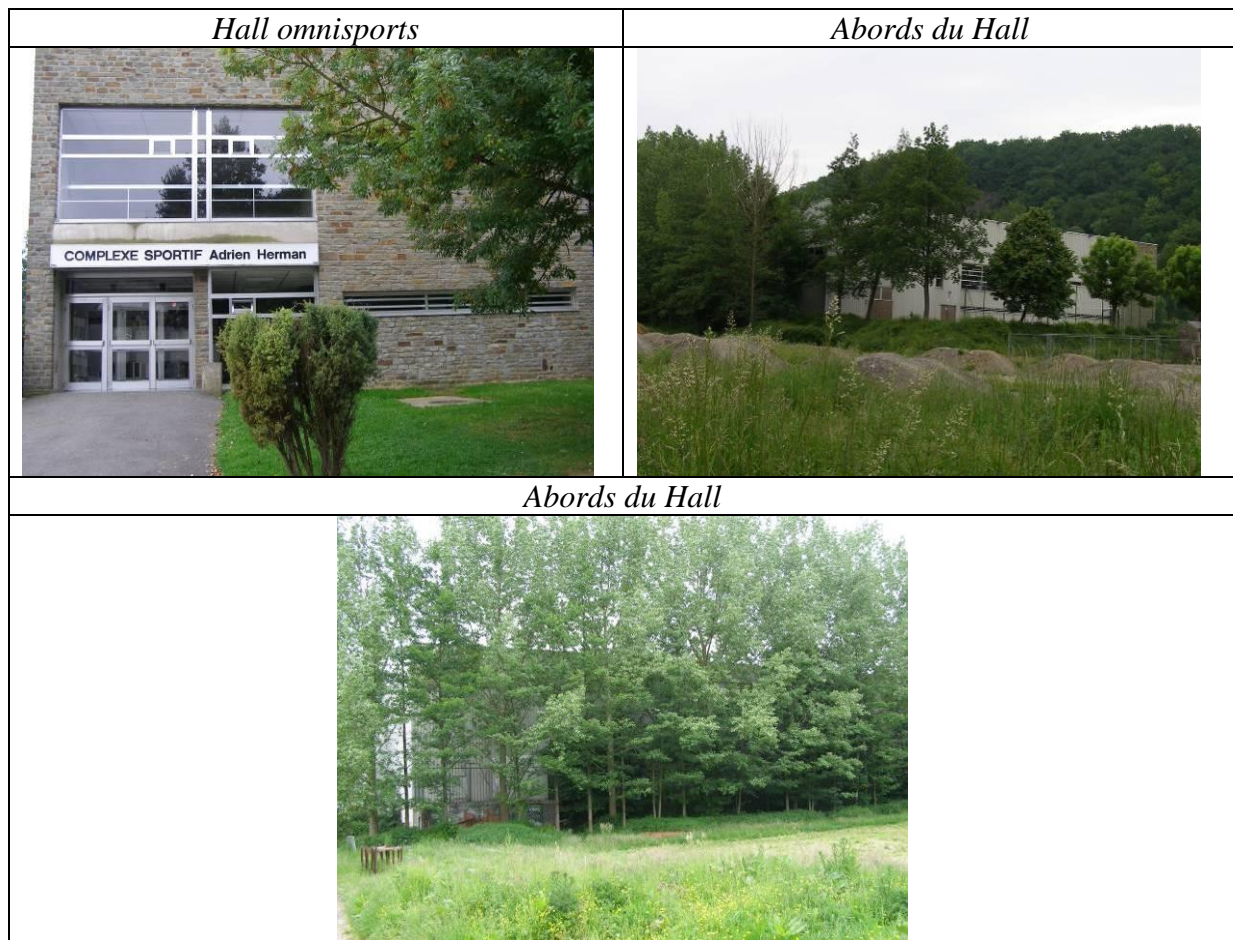 Hall omnisports
Abords du Hall
COMPLEXE SPORTIF Adrien Herman
Abords du Hall